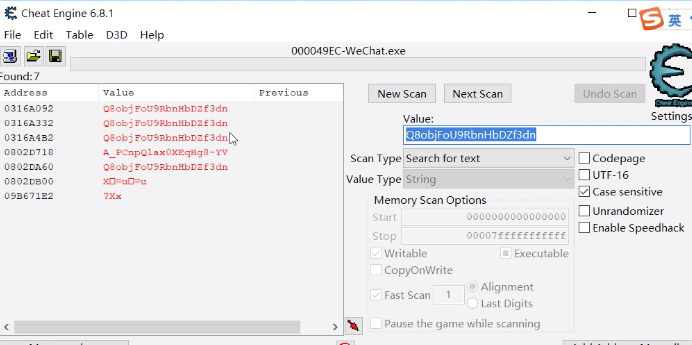 Cheat Engine 6.8.1
英
File Edit Table D3D Help
000049EC-WeChat.exe
Found:7
Address Value Previous
0316A092 Q8objFoU9RbnHbDZf3dn
0316A332 Q8objFoU9RbnHbDZf3dn
0316A4B2 Q8objFoU9RbnHbDZf3dn
0802D718 A_PCnpQlax0XEqHg8-YV
0802DA60 Q8objFoU9RbnHbDZf3dn
0802DB00
09B671E2 ?Xx
New Scan Next Scan Undo Scan
Cheat Engine
Settings
Value:
Q8objFoU9RbnHbDZf3dn
Scan Type Search for text
Value Type String
Codepage
UTF-16
Case sensitive
Unrandomizer
Enable Speedhack
Memory Scan Options
Start 0000000000000000
Stop 00007fffffffffff
Writable Executable
CopyOnWrite
Fast Scan 1 Alignment
Last Digits
Pause the game while scanning